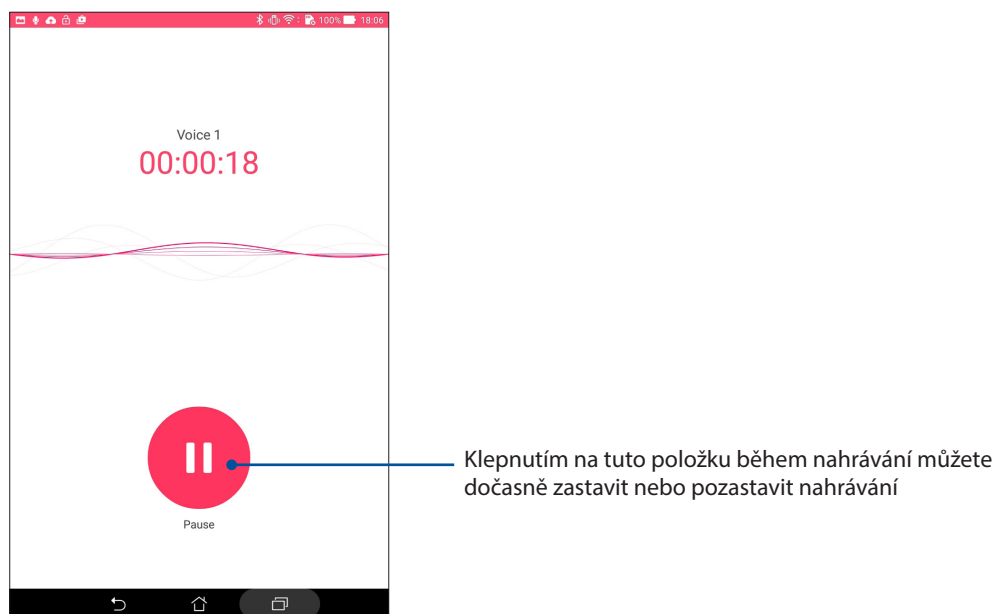 100% 18:06
Voice 1
00:00:18
Klepnutím na tuto položku během nahrávání můžete
dočasně zastavit nebo pozastavit nahrávání
Pause